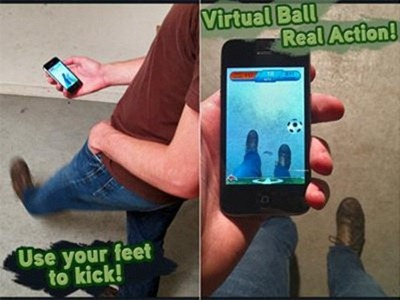 Use your feet
to kick!
Virtual Ball
Real Action!